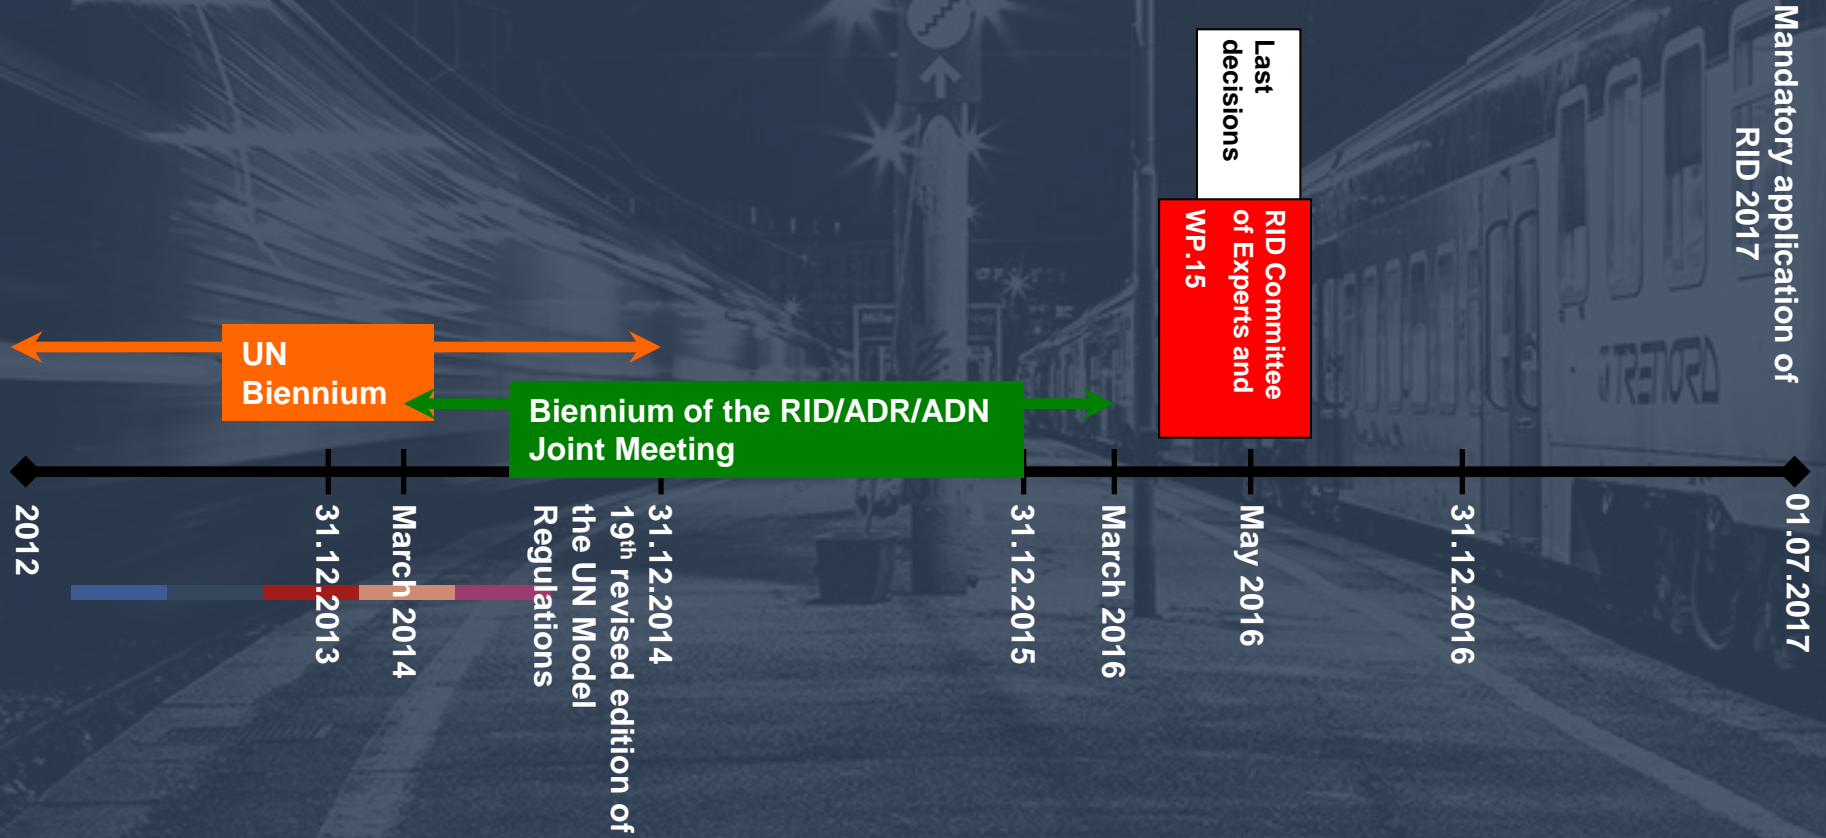 Mandatory application of
RID 2017
Last
decisions
RID Committee
of Experts and
WP.15
UN
Biennium
Biennium of the RID/ADR/ADN
Joint Meeting
2012
31.12.2013
March 2014
31.12.2014
19th revised edition of
the UN Model
Regulations
31.12.2015
March 2016
May 2016
31.12.2016
01.07.2017
TRENORD